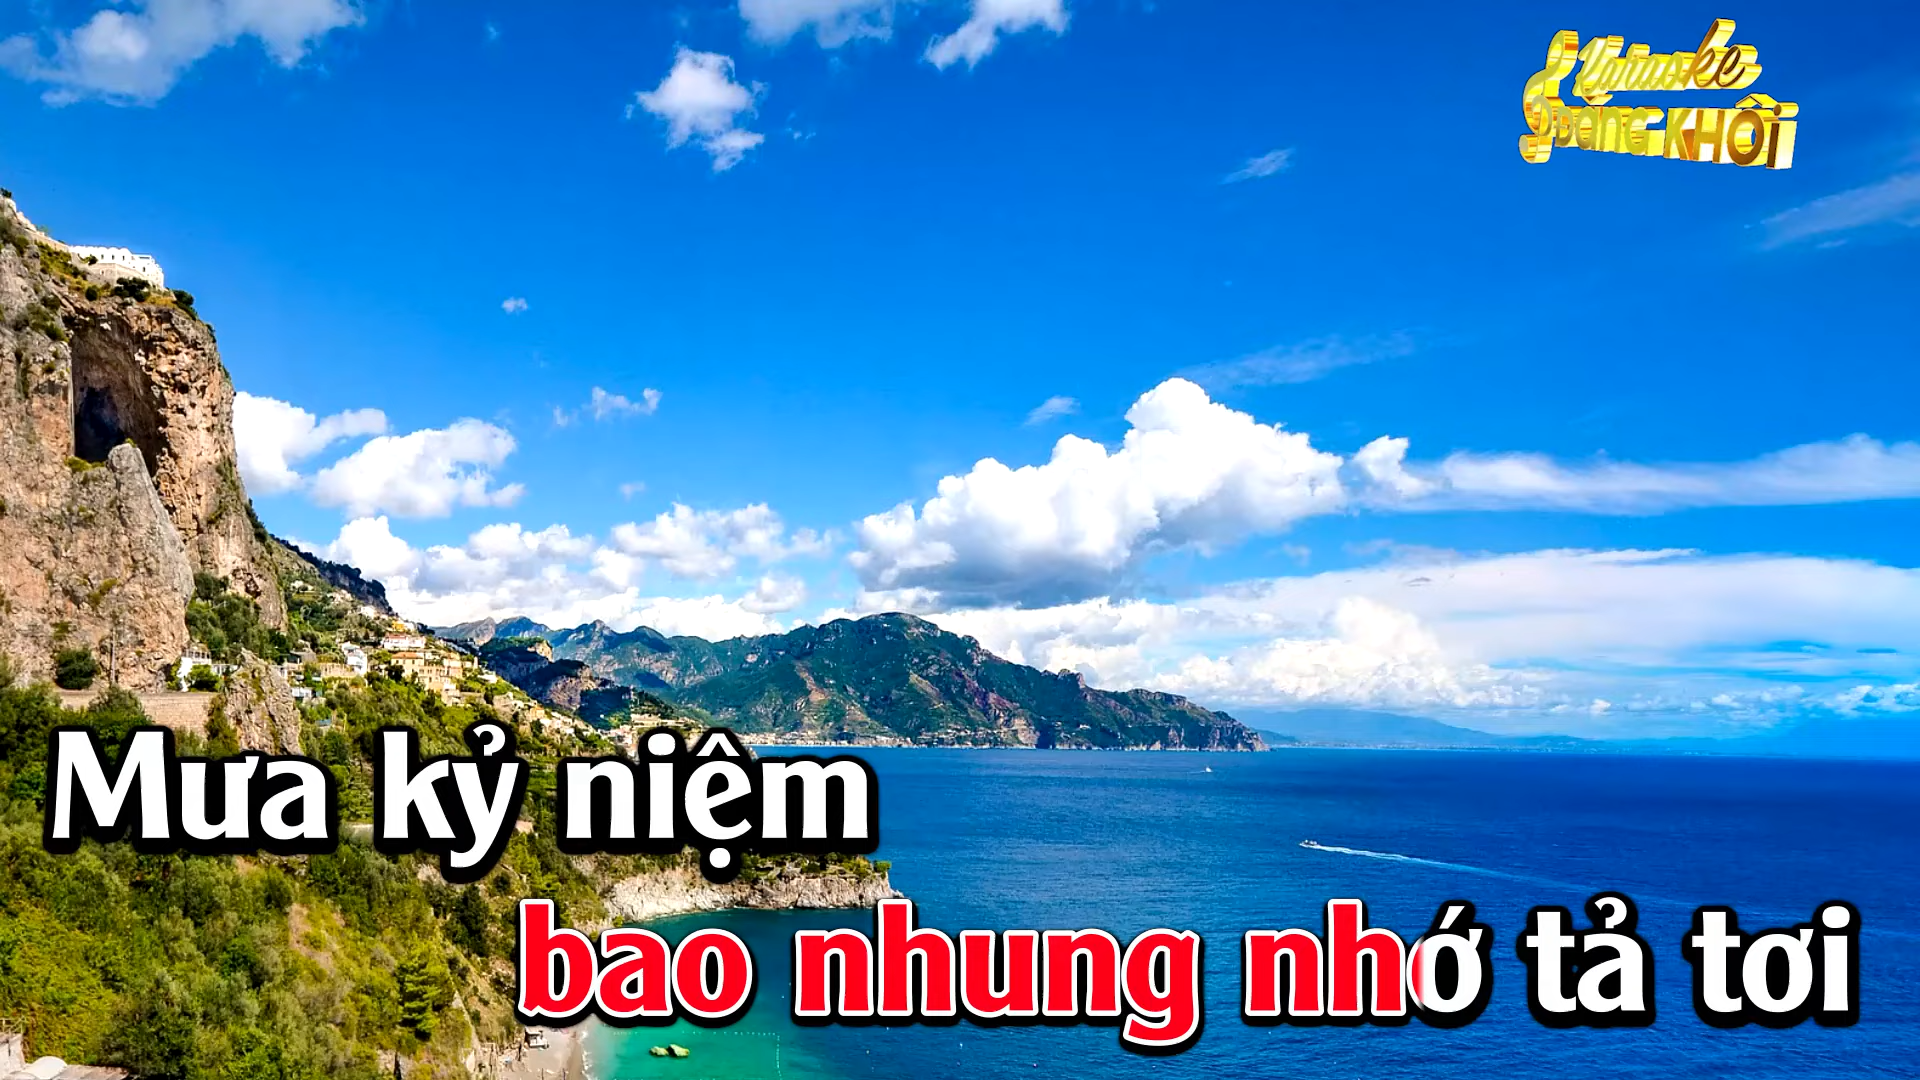 Karaoke
ĐĂNG KHÔI
Mưa kỷ niệm
bao nhung nhớ tả tơi